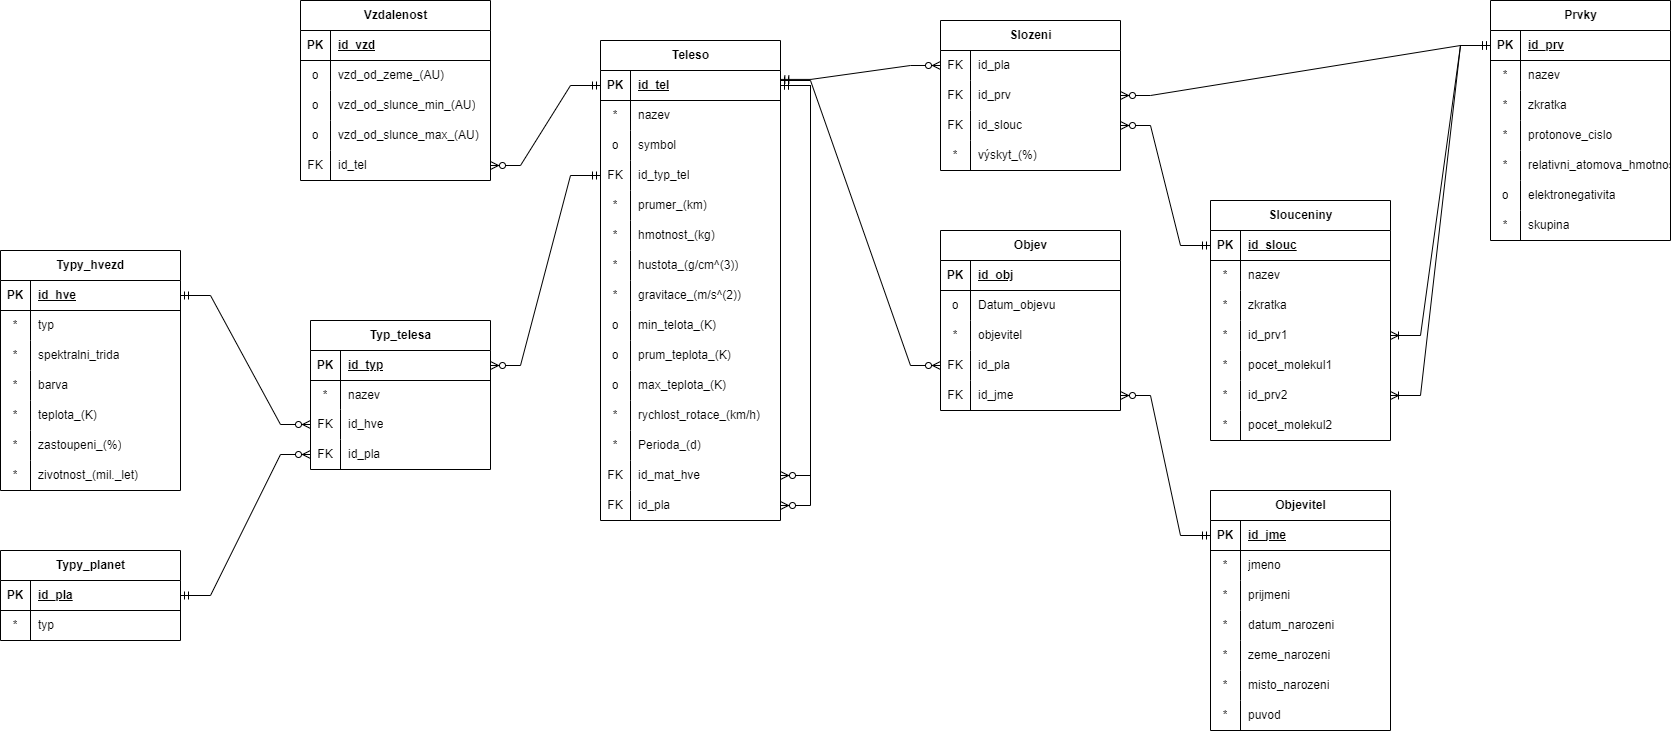 Vzdalenost
PK id_vzd
o vzd_od_zeme_(AU)
o vzd_od_slunce_min_(AU)
o vzd_od_slunce_max_(AU)
FK id_tel
Teleso
PK id_tel
* nazev
o symbol
FK id_typ_tel
* prumer_(km)
* hmotnost_(kg)
* hustota_(g/cm^(3))
* gravitace_(m/s^(2))
o min_telota_(K)
o prum_teplota_(K)
o max_teplota_(K)
* rychlost_rotace_(km/h)
* Perioda_(d)
FK id_mat_hve
FK id_pla
Slozeni
FK id_pla
FK id_prv
FK id_slouc
* výskyt_(%)
Prvky
PK id_prv
* nazev
* zkratka
* protonove_cislo
* relativni_atomova_hmotnos
o elektronegativita
* skupina
Typy_hvezd
PK id_hve
* typ
* spektralni_trida
* barva
* teplota_(K)
* zastoupeni_(%)
* zivotnost_(mil._let)
Typ_telesa
PK id_typ
* nazev
FK id_hve
FK id_pla
Objev
PK id_obj
o Datum_objevu
* objevitel
FK id_pla
FK id_jme
Slouceniny
PK id_slouc
* nazev
* zkratka
* id_prv1
* pocet_molekul1
* id_prv2
* pocet_molekul2
Typy_planet
PK id_pla
* typ
Objevitel
PK id_jme
* jmeno
* prijmeni
* datum_narozeni
* zeme_narozeni
* misto_narozeni
* puvod